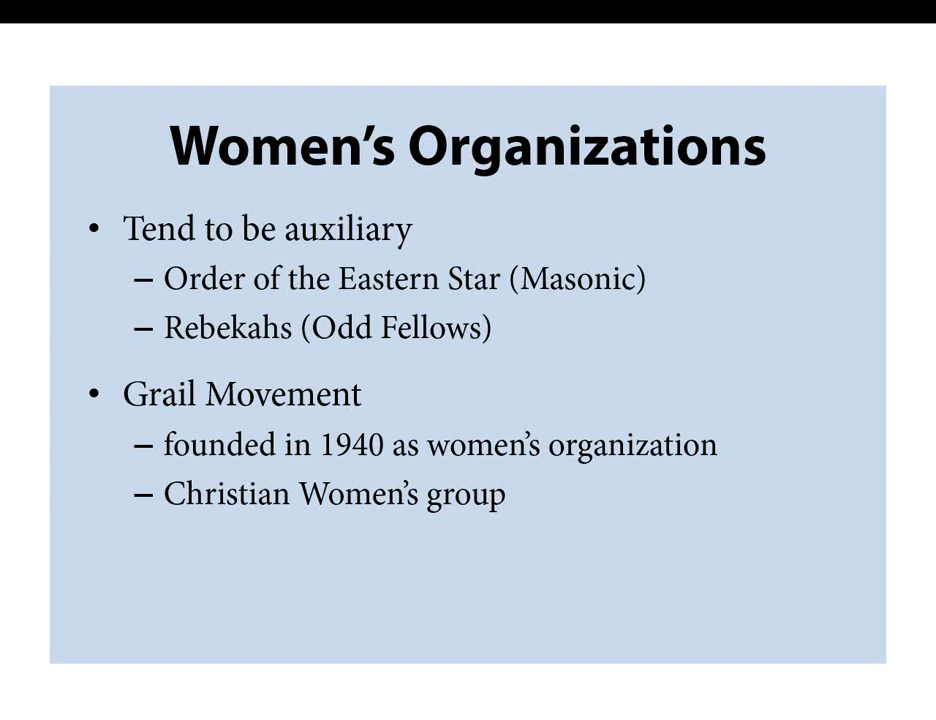 Women’s Organizations
• Tend to be auxiliary
– Order of the Eastern Star (Masonic)
– Rebekahs (Odd Fellows)
• Grail Movement
– founded in 1940 as women’s organization
– Christian Women’s group